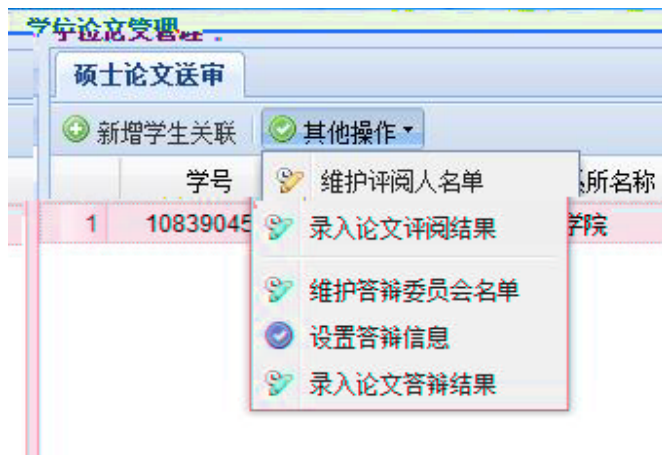 学位论文管理
硕士论文送审
新增学生关联 其他操作
学号 所名称
维护评阅人名单
1 10839045 学院
录入论文评阅结果
维护答辩委员会名单
设置答辩信息
录入论文答辩结果